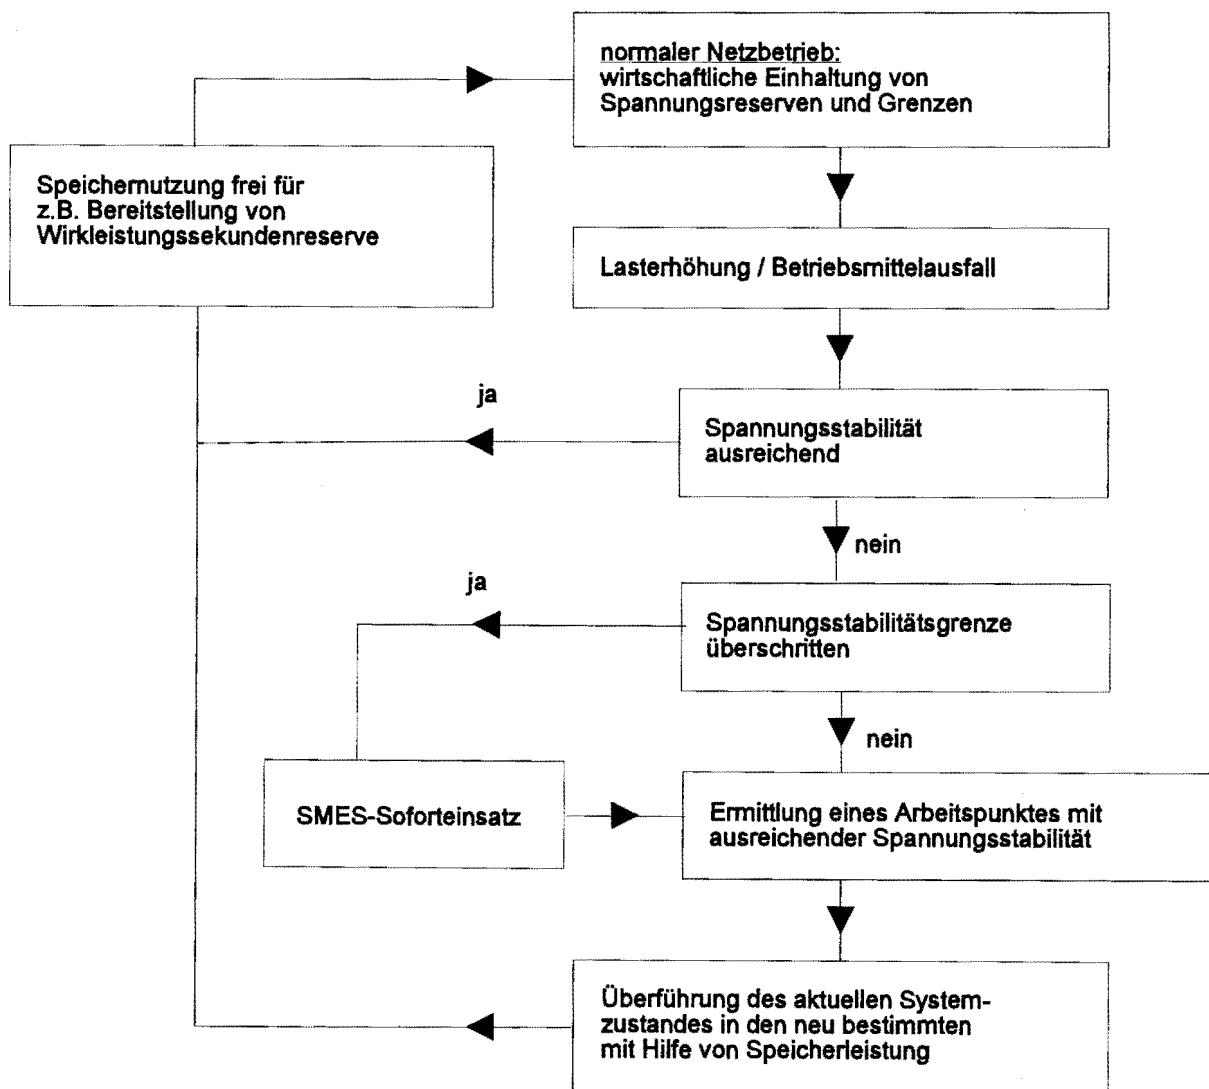 normaler Netzbetrieb:
wirtschaftliche Einhaltung von
Spannungsreserven und Grenzen
Speichernutzung frei für
z.B. Bereitstellung von
Wirkleistungssekundenreserve
Lasterhöhung / Betriebsmittelausfall
ja
Spannungsstabilität
ausreichend
nein
ja
Spannungsstabilitätsgrenze
überschritten
nein
SMES-Soforteinsatz
Ermittlung eines Arbeitspunktes mit
ausreichender Spannungsstabilität
Überführung des aktuellen System-
zustandes in den neu bestimmten
mit Hilfe von Speicherleistung